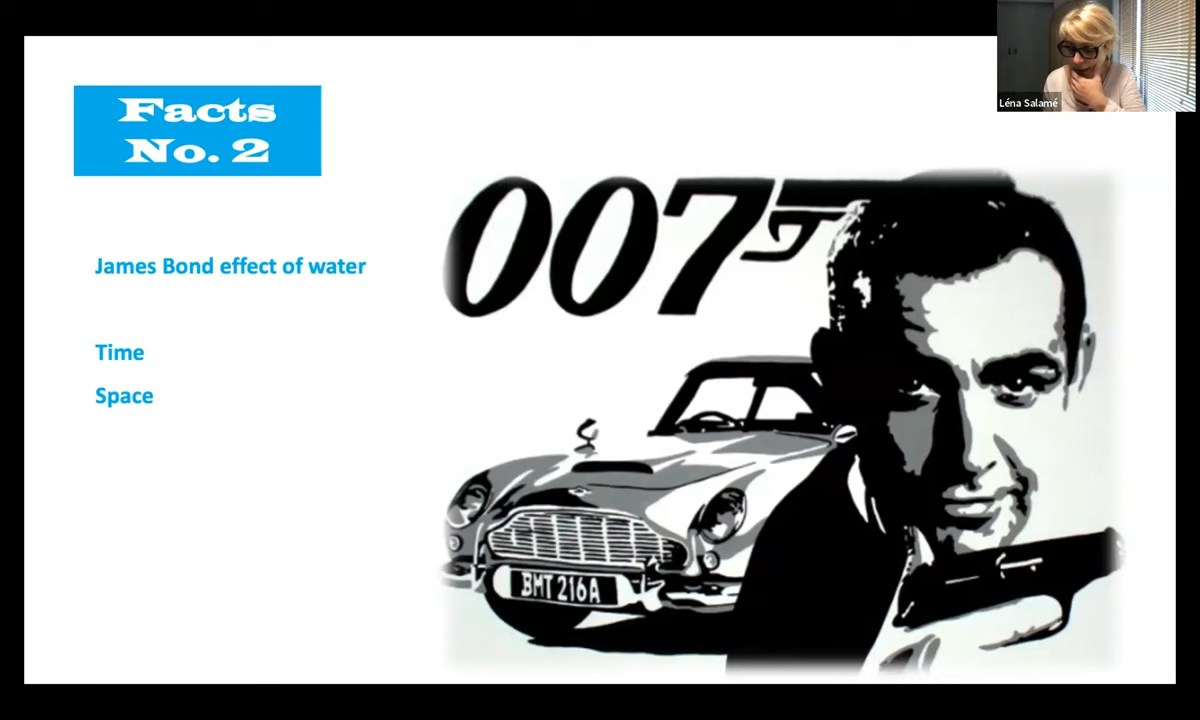 Léna Salamé
Facts
No. 2
James Bond effect of water
Time
Space
007
BMT 216A